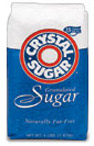 CRYSTAL
SUGAR
Granulated
Sugar
Naturally Fat-Free